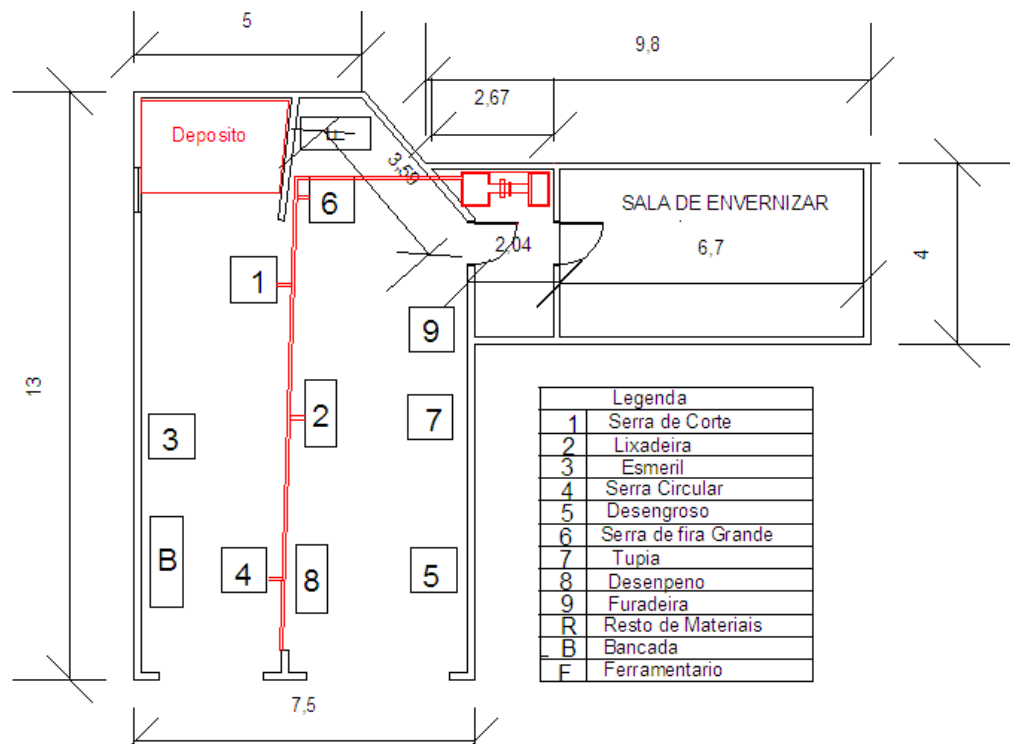 5
9,8
2,67
Deposito
F
3,59
6
SALA DE ENVERNIZAR
2,04
6,7
4
1
9
13
2
7
3
B
4
8
5
7,5
Legenda
1 Serra de Corte
2 Lixadeira
3 Esmeril
4 Serra Circular
5 Desengroso
6 Serra de fira Grande
7 Tupia
8 Desenpeno
9 Furadeira
R Resto de Materiais
B Bancada
F Ferramentario